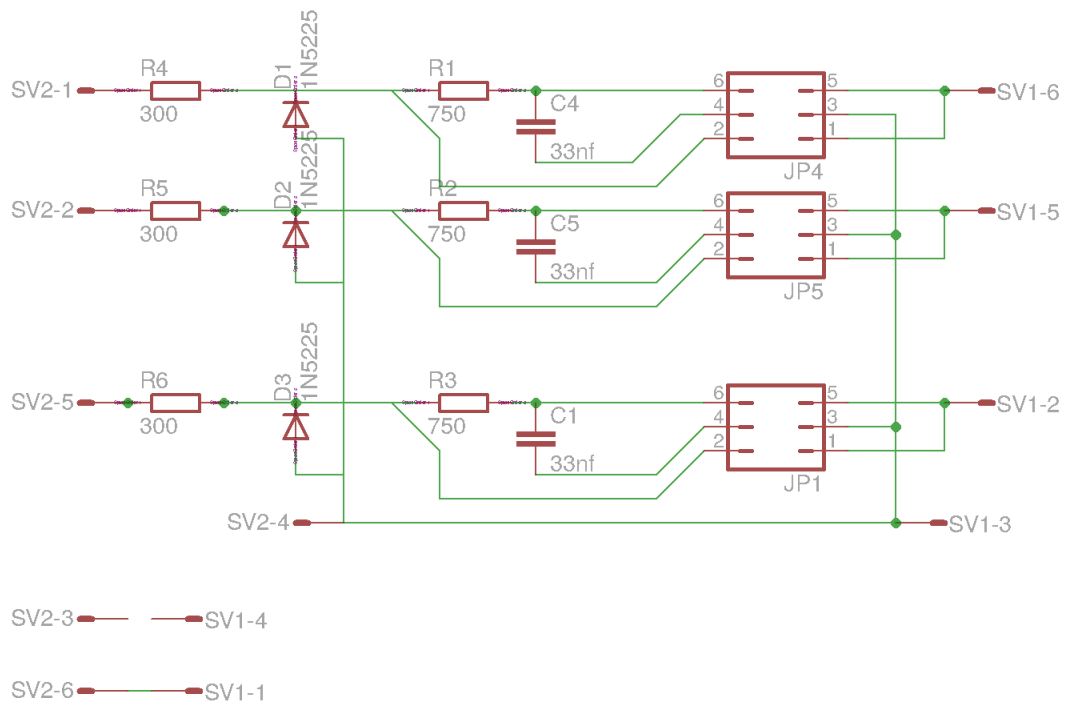 1N5225
D1
R4
R1
SV2-1
300
750
C4
33nf
6
4
2
5
3
1
JP4
SV1-6
1N5225
D2
R5
R2
SV2-2
300
750
C5
33nf
6
4
2
5
3
1
JP5
SV1-5
1N5225
D3
R6
R3
SV2-5
300
750
C1
33nf
6
4
2
5
3
1
JP1
SV1-2
SV2-4
SV1-3
SV2-3
SV1-4
SV2-6
SV1-1